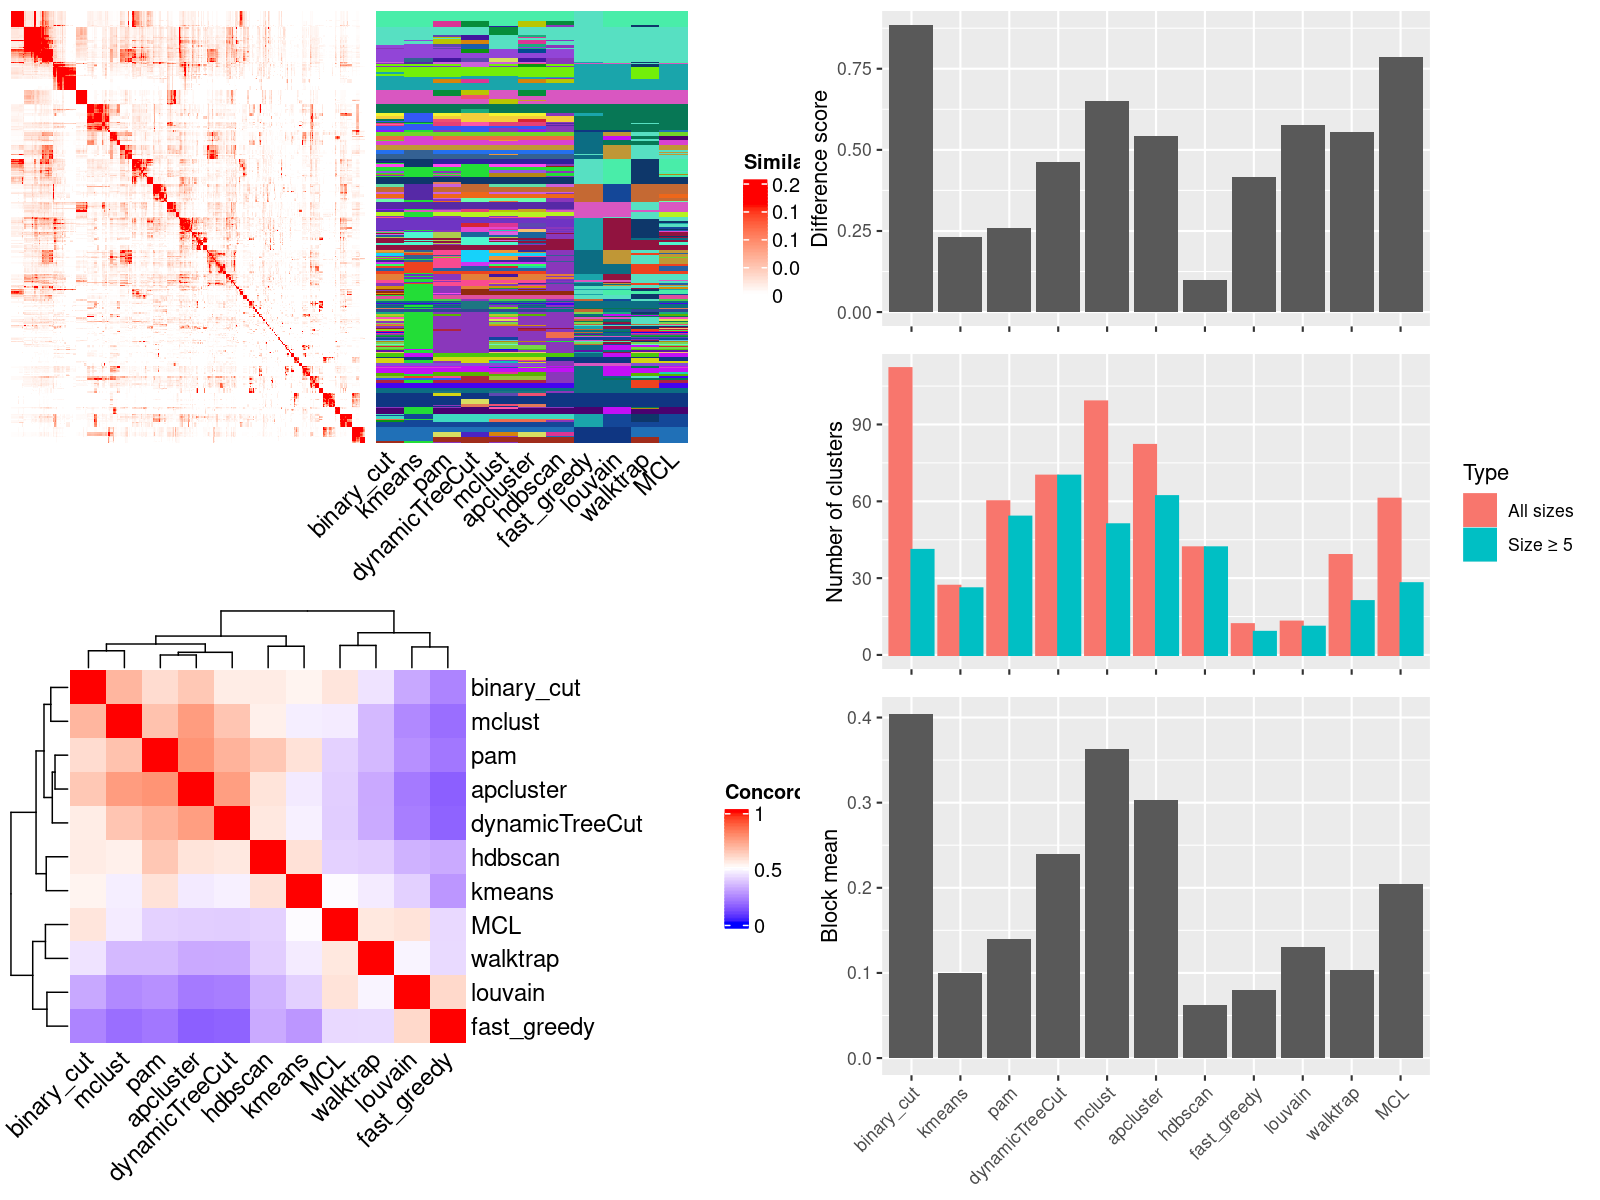 Simila
0.2
0.1
0.1
0.0
0
binary_cut
kmeans
pam
dynamicTreeCut
mclust
apcluster
hdbscan
fast_greedy
louvain
walktrap
MCL
binary_cut
mclust
pam
apcluster
dynamicTreeCut
hdbscan
kmeans
MCL
walktrap
louvain
fast_greedy
Concord
1
0.5
0
binary_cut
mclust
pam
apcluster
dynamicTreeCut
hdbscan
kmeans
MCL
walktrap
louvain
fast_greedy
Difference score
0.75
0.50
0.25
0.00
Number of clusters
90
60
30
0
Type
All sizes
Size ≥ 5
Block mean
0.4
0.3
0.2
0.1
0.0
binary_cut
kmeans
pam
dynamicTreeCut
mclust
apcluster
hdbscan
fast_greedy
louvain
walktrap
MCL